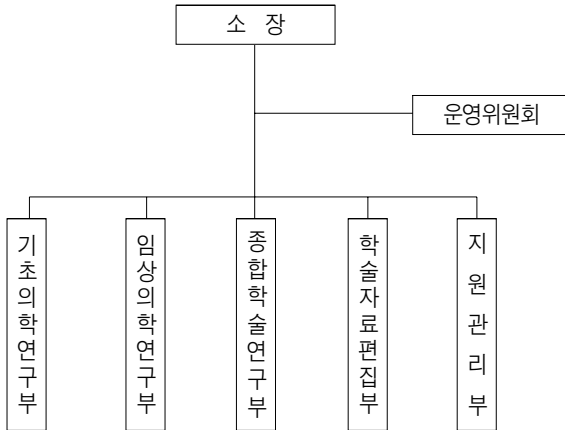 소 장
운영위원회
기초의학연구부
임상의학연구부
종합학술연구부
학술자료편집부
지원관리부